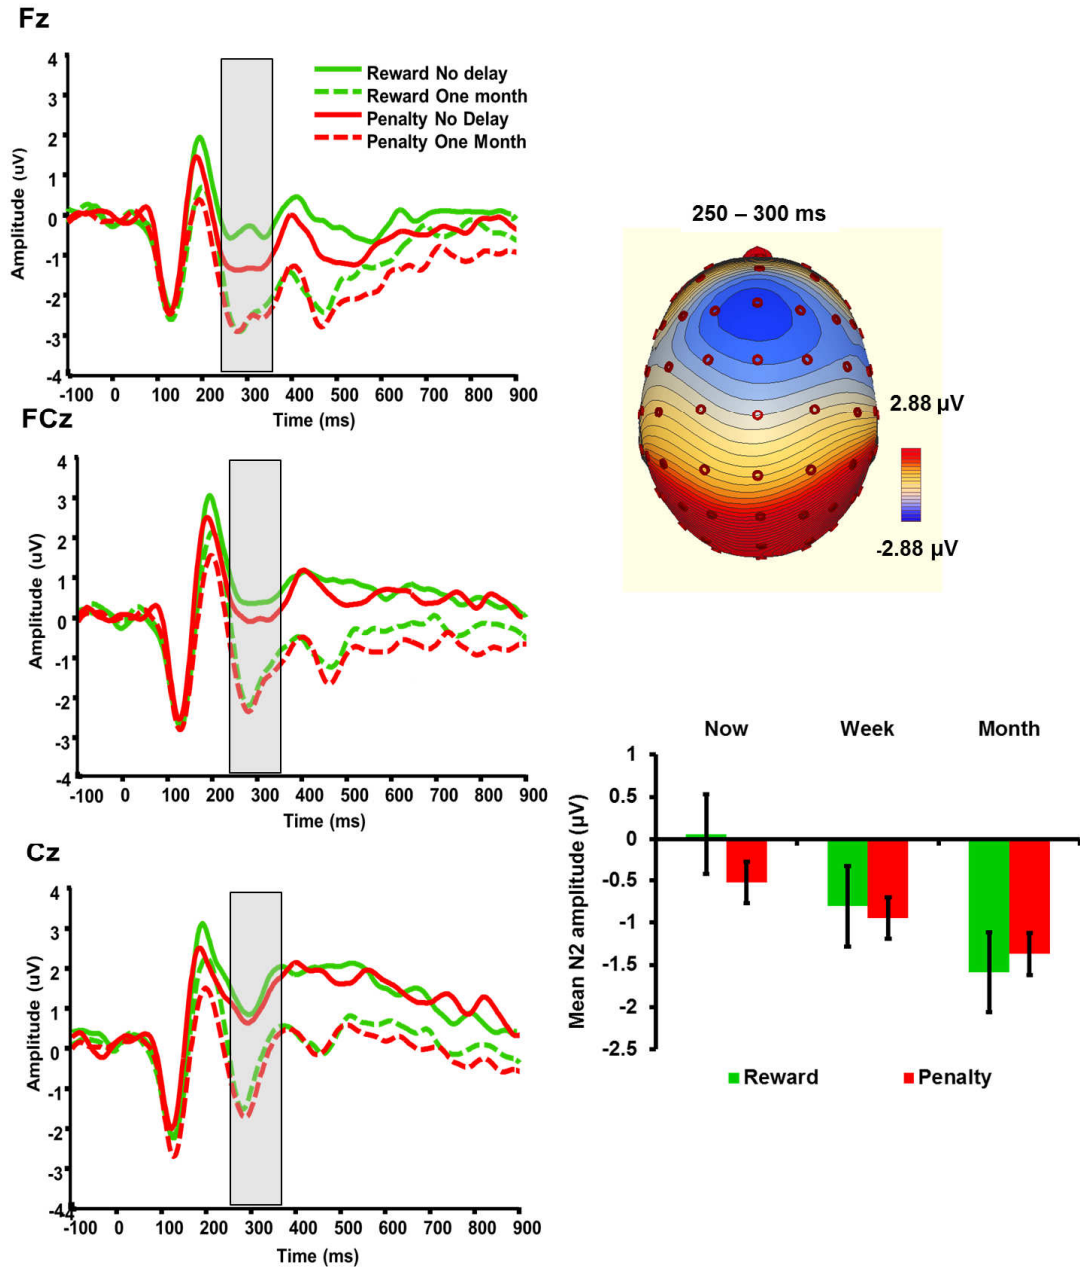 Fz
4
3
2
1
0
-1
-2
-3
-4
Amplitude (uV)
Reward No delay
Reward One month
Penalty No Delay
Penalty One Month
-100 0 100 200 300 400 500 600 700 800 900
Time (ms)
FCz
4
3
2
1
0
-1
-2
-3
-4
Amplitude (uV)
-100 0 100 200 300 400 500 600 700 800 900
Time (ms)
Cz
4
3
2
1
0
-1
-2
-3
-4
Amplitude (uV)
-100 0 100 200 300 400 500 600 700 800 900
Time (ms)
250 – 300 ms
2.88 µV
-2.88 µV
Now Week Month
1
0.5
0
-0.5
-1
-1.5
-2
-2.5
Mean N2 amplitude (µV)
Reward Penalty